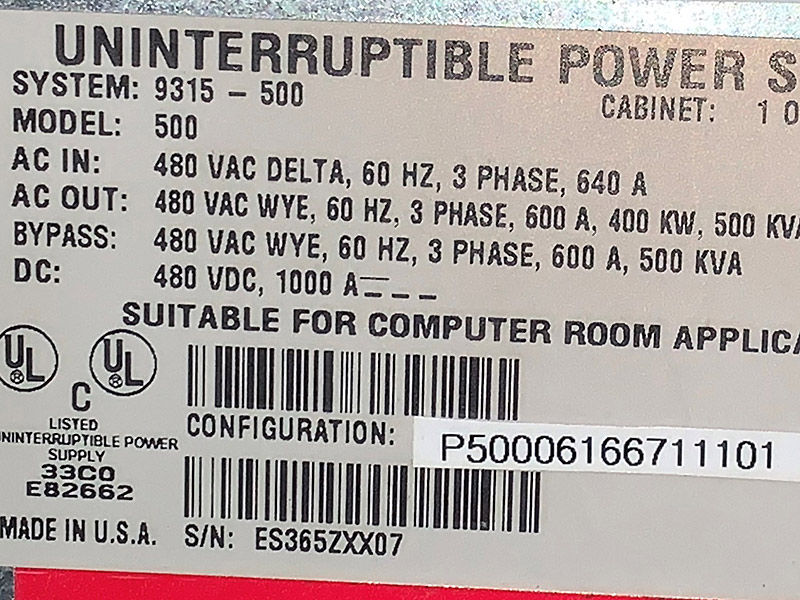 UNINTERRUPTIBLE POWER S
SYSTEM: 9315 - 500
CABINET: 1 O
MODEL: 500
AC IN: 480 VAC DELTA, 60 HZ, 3 PHASE, 640 A
AC OUT: 480 VAC WYE, 60 HZ, 3 PHASE, 600 A, 400 KW, 500 KVA
BYPASS: 480 VAC WYE, 60 HZ, 3 PHASE, 600 A, 500 KVA
DC: 480 VDC, 1000 A
SUITABLE FOR COMPUTER ROOM APPLICA
UL ® C UL ®
LISTED
UNINTERRUPTIBLE POWER
SUPPLY
33C0
E82662
CONFIGURATION: P50006166711101
MADE IN U.S.A. S/N: ES365ZXX07